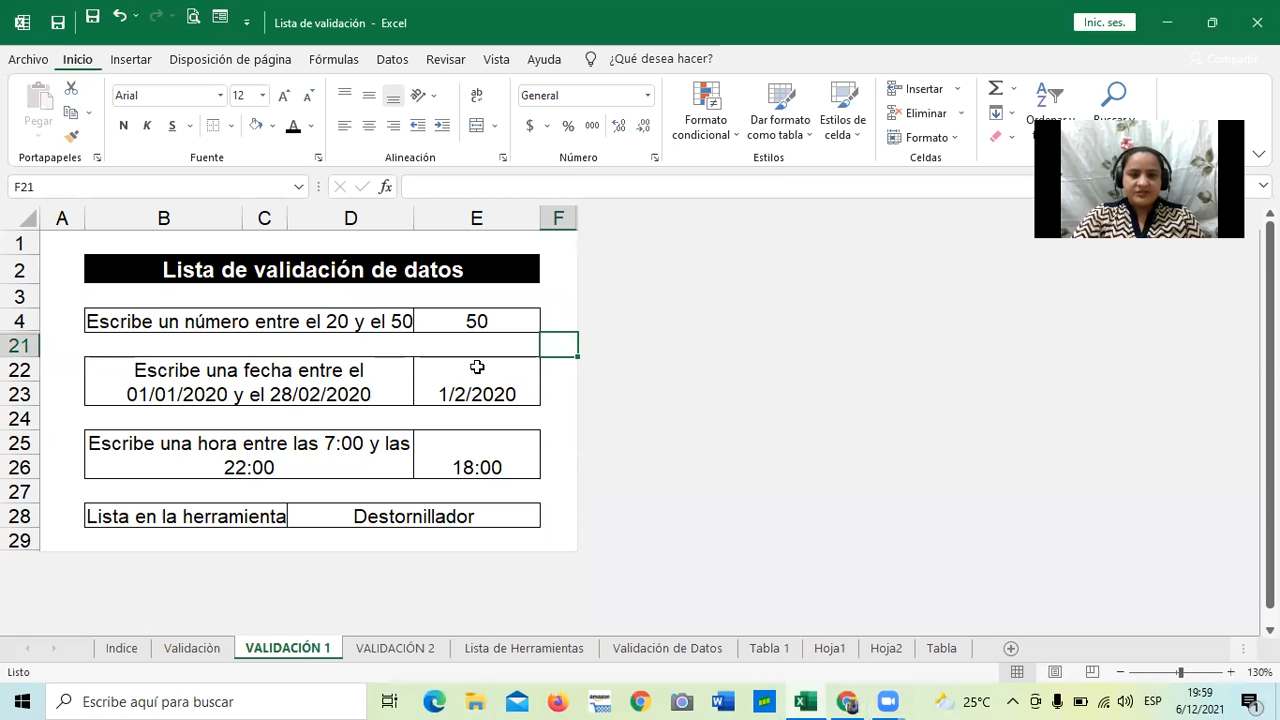 Lista de validación - Excel
Inic. ses.
Archivo Inicio Insertar Disposición de página Fórmulas Datos Revisar Vista Ayuda ¿Qué desea hacer? Compartir
Pegar
Arial 12
N K S
General
$ % 000
Formato condicional
Dar formato como tabla
Estilos de celda
Insertar
Eliminar
Formato
Portapapeles Fuente Alineación Número Estilos Celdas
F21
fx
A B C D E F
1
2 Lista de validación de datos
3
4 Escribe un número entre el 20 y el 50 50
21
22 Escribe una fecha entre el
23 01/01/2020 y el 28/02/2020 1/2/2020
24
25 Escribe una hora entre las 7:00 y las
26 22:00 18:00
27
28 Lista en la herramienta Destornillador
29
Indice Validaciòn VALIDACIÓN 1 VALIDACIÓN 2 Lista de Herramientas Validación de Datos Tabla 1 Hoja1 Hoja2 Tabla
Listo 130%
Escribe aquí para buscar
25°C ESP 19:59
6/12/2021